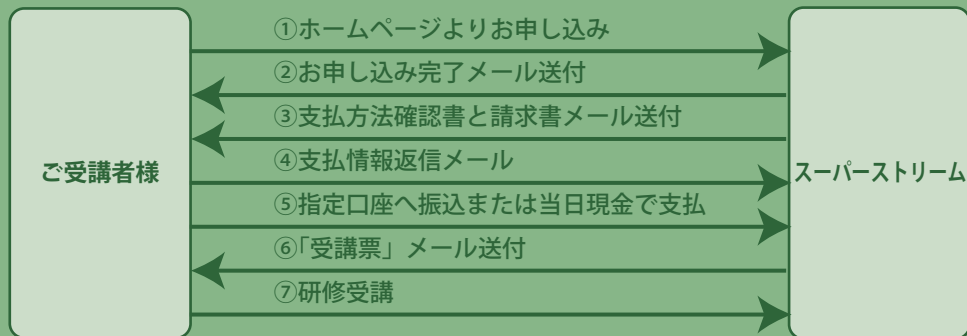 ①ホームページよりお申し込み
②お申し込み完了メール送付
③支払方法確認書と請求書メール送付
④支払情報返信メール
⑤指定口座へ振込または当日現金で支払
⑥「受講票」メール送付
⑦研修受講
ご受講者様
スーパーストリーム